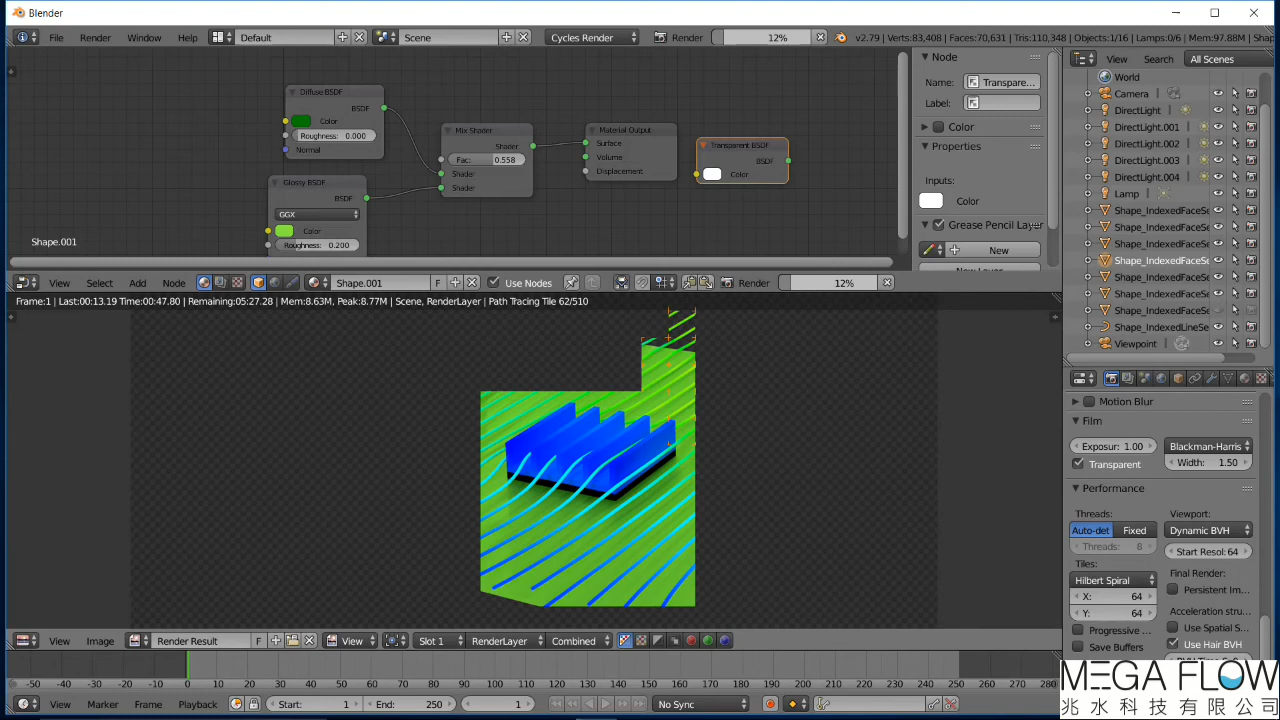 Blender
File Render Window Help Default Scene Cycles Render Render 12% v2.79 | Verts:83,408 | Faces:70,631 | Tris:110,348 | Objects:1/16 | Lamps:0/6 | Mem:97.88M | Shap
Diffuse BSDF
BSDF
Color
Roughness: 0.000
Normal
Glossy BSDF
BSDF
GGX
Color
Roughness: 0.200
Mix Shader
Shader
Fac: 0.558
Shader
Shader
Material Output
Surface
Volume
Displacement
Transparent BSDF
BSDF
Color
Shape.001
Node
Name: Transpare...
Label:
Color
Properties
Inputs:
Color
Grease Pencil Layer
New
New Layer
View Search All Scenes
World
Camera
DirectLight
DirectLight.001
DirectLight.002
DirectLight.003
DirectLight.004
Lamp
Shape_IndexedFaceSe
Shape_IndexedFaceSe
Shape_IndexedFaceSe
Shape_IndexedFaceSe
Shape_IndexedFaceSe
Shape_IndexedFaceSe
Shape_IndexedFaceSe
Shape_IndexedLineSe
Viewpoint
View Select Add Node Shape.001 F Use Nodes Render 12%
Frame:1 | Last:00:13.19 Time:00:47.80 | Remaining:05:27.28 | Mem:8.63M, Peak:8.77M | Scene, RenderLayer | Path Tracing Tile 62/510
Motion Blur
Film
Exposur: 1.00 Blackman-Harris
Transparent Width: 1.50
Performance
Threads: Viewport:
Auto-det Fixed Dynamic BVH
Threads: 8 Start Resol: 64
Tiles: Final Render:
Hilbert Spiral Persistent Im...
X: 64 Acceleration stru...
Y: 64 Use Spatial S...
Progressive ... Use Hair BVH
Save Buffers
View Image Render Result F View Slot 1 RenderLayer Combined
-50 -40 -30 -20 -10 0 10 20 30 40 50 60 70 80 90 100 110 120 130 140 150 160 170 180 190 200 210 220 230 240 250 260 270 280
View Marker Frame Playback Start: 1 End: 250 1 No Sync
MEGA FLOW
兆水科技有限公司